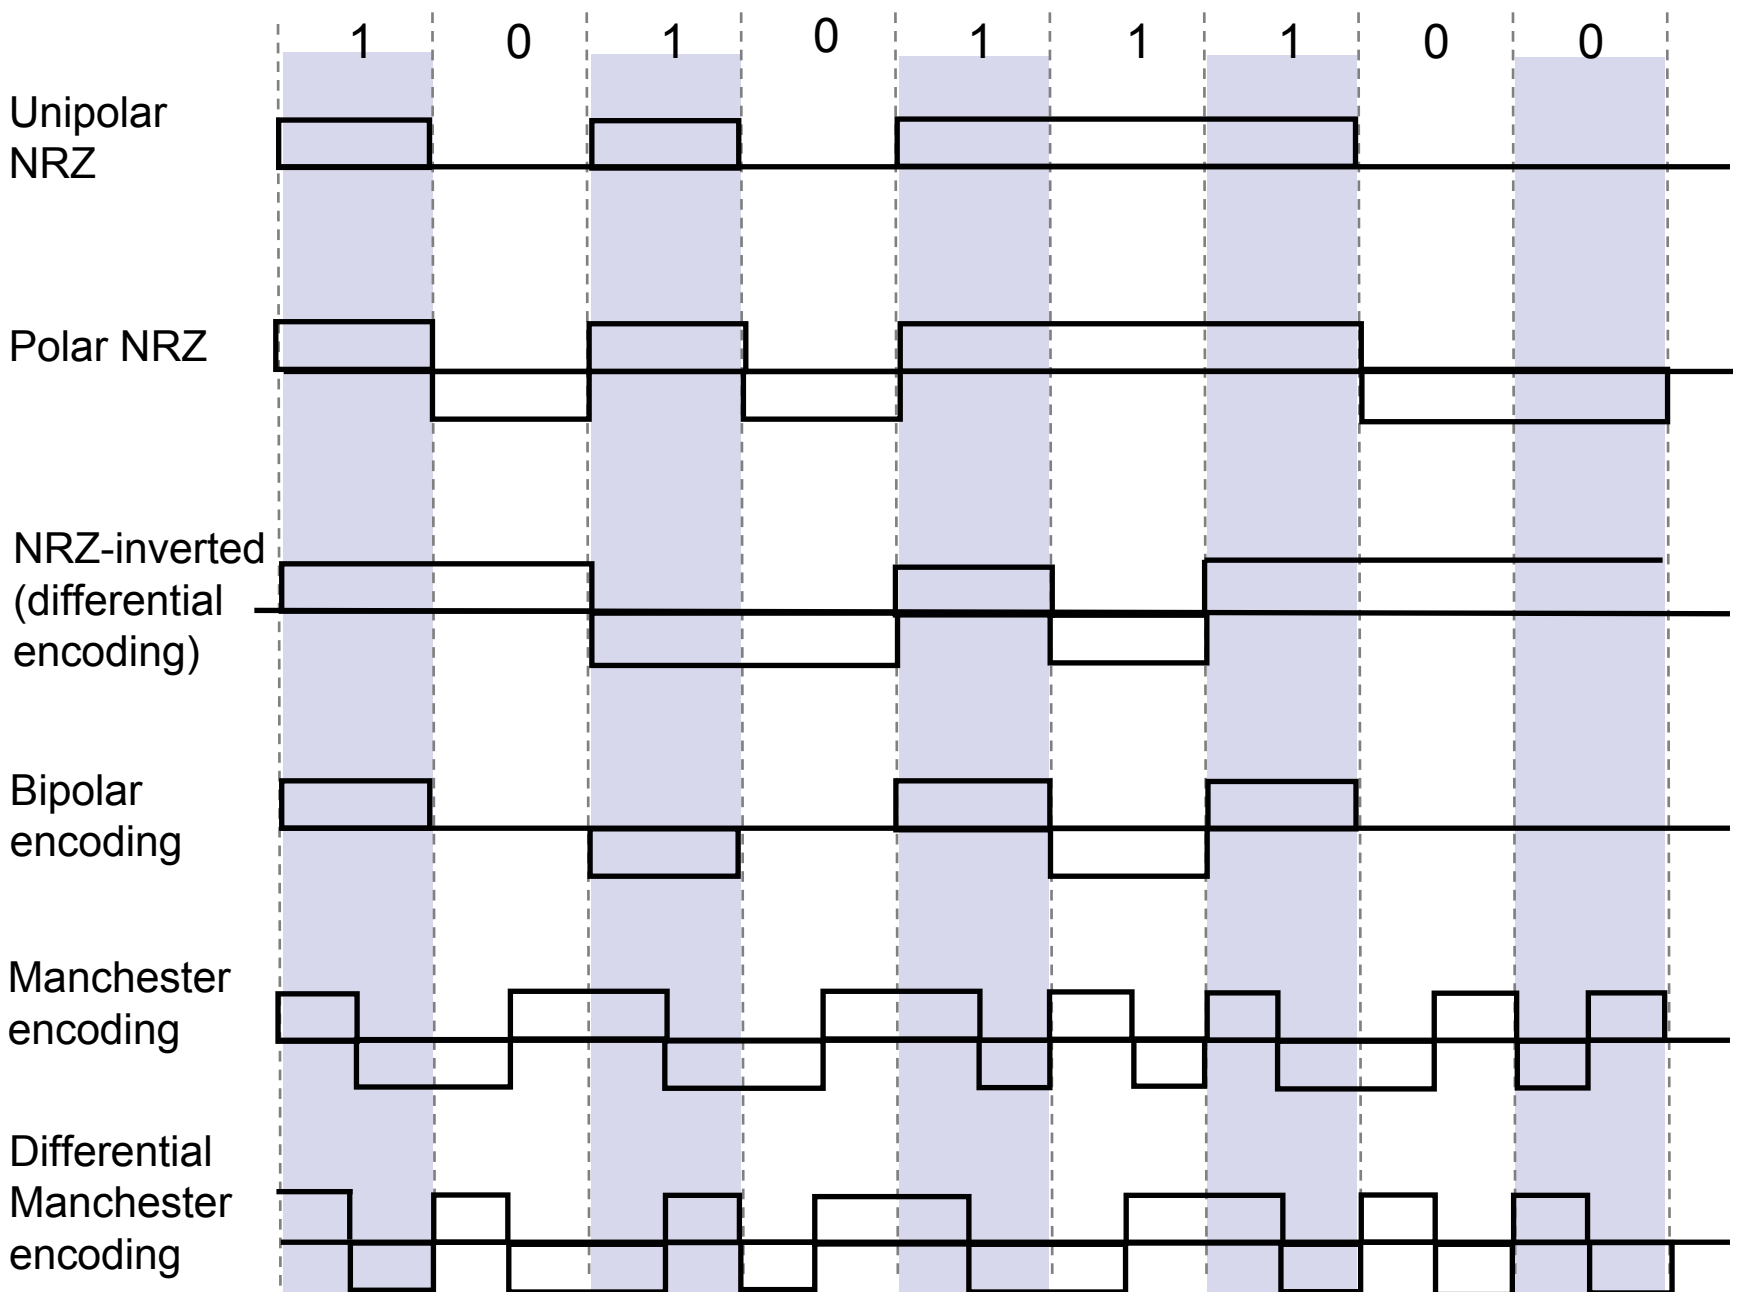 1 0 1 0 1 1 1 0 0
Unipolar
NRZ
Polar NRZ
NRZ-inverted
(differential
encoding)
Bipolar
encoding
Manchester
encoding
Differential
Manchester
encoding